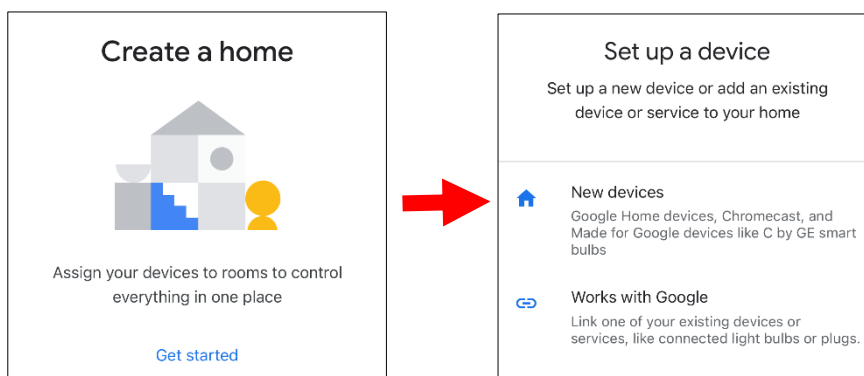 Create a home
Assign your devices to rooms to control
everything in one place
Get started
Set up a device
Set up a new device or add an existing
device or service to your home
New devices
Google Home devices, Chromecast, and
Made for Google devices like C by GE smart
bulbs
Works with Google
Link one of your existing devices or
services, like connected light bulbs or plugs.